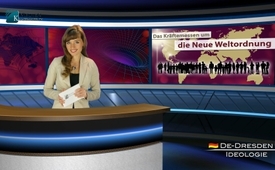 Das Kräftemessen um
die Neue Weltordnung
DE-DRESDEN
IDEOLOGIE